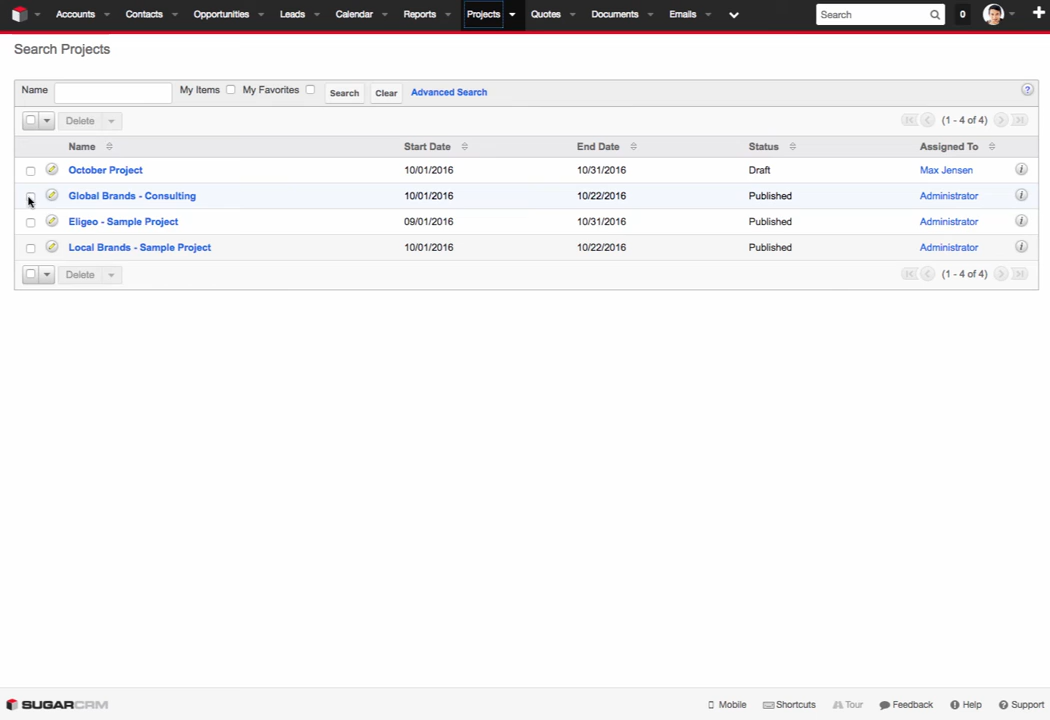 Accounts Contacts Opportunities Leads Calendar Reports Projects Quotes Documents Emails Search 0
Search Projects
Name My Items My Favorites Search Clear Advanced Search ?
Delete (1 - 4 of 4)
Name Start Date End Date Status Assigned To
October Project 10/01/2016 10/31/2016 Draft Max Jensen
Global Brands - Consulting 10/01/2016 10/22/2016 Published Administrator
Eligeo - Sample Project 09/01/2016 10/31/2016 Published Administrator
Local Brands - Sample Project 10/01/2016 10/22/2016 Published Administrator
Delete (1 - 4 of 4)
SUGARCRM Mobile Shortcuts Tour Feedback Help Support